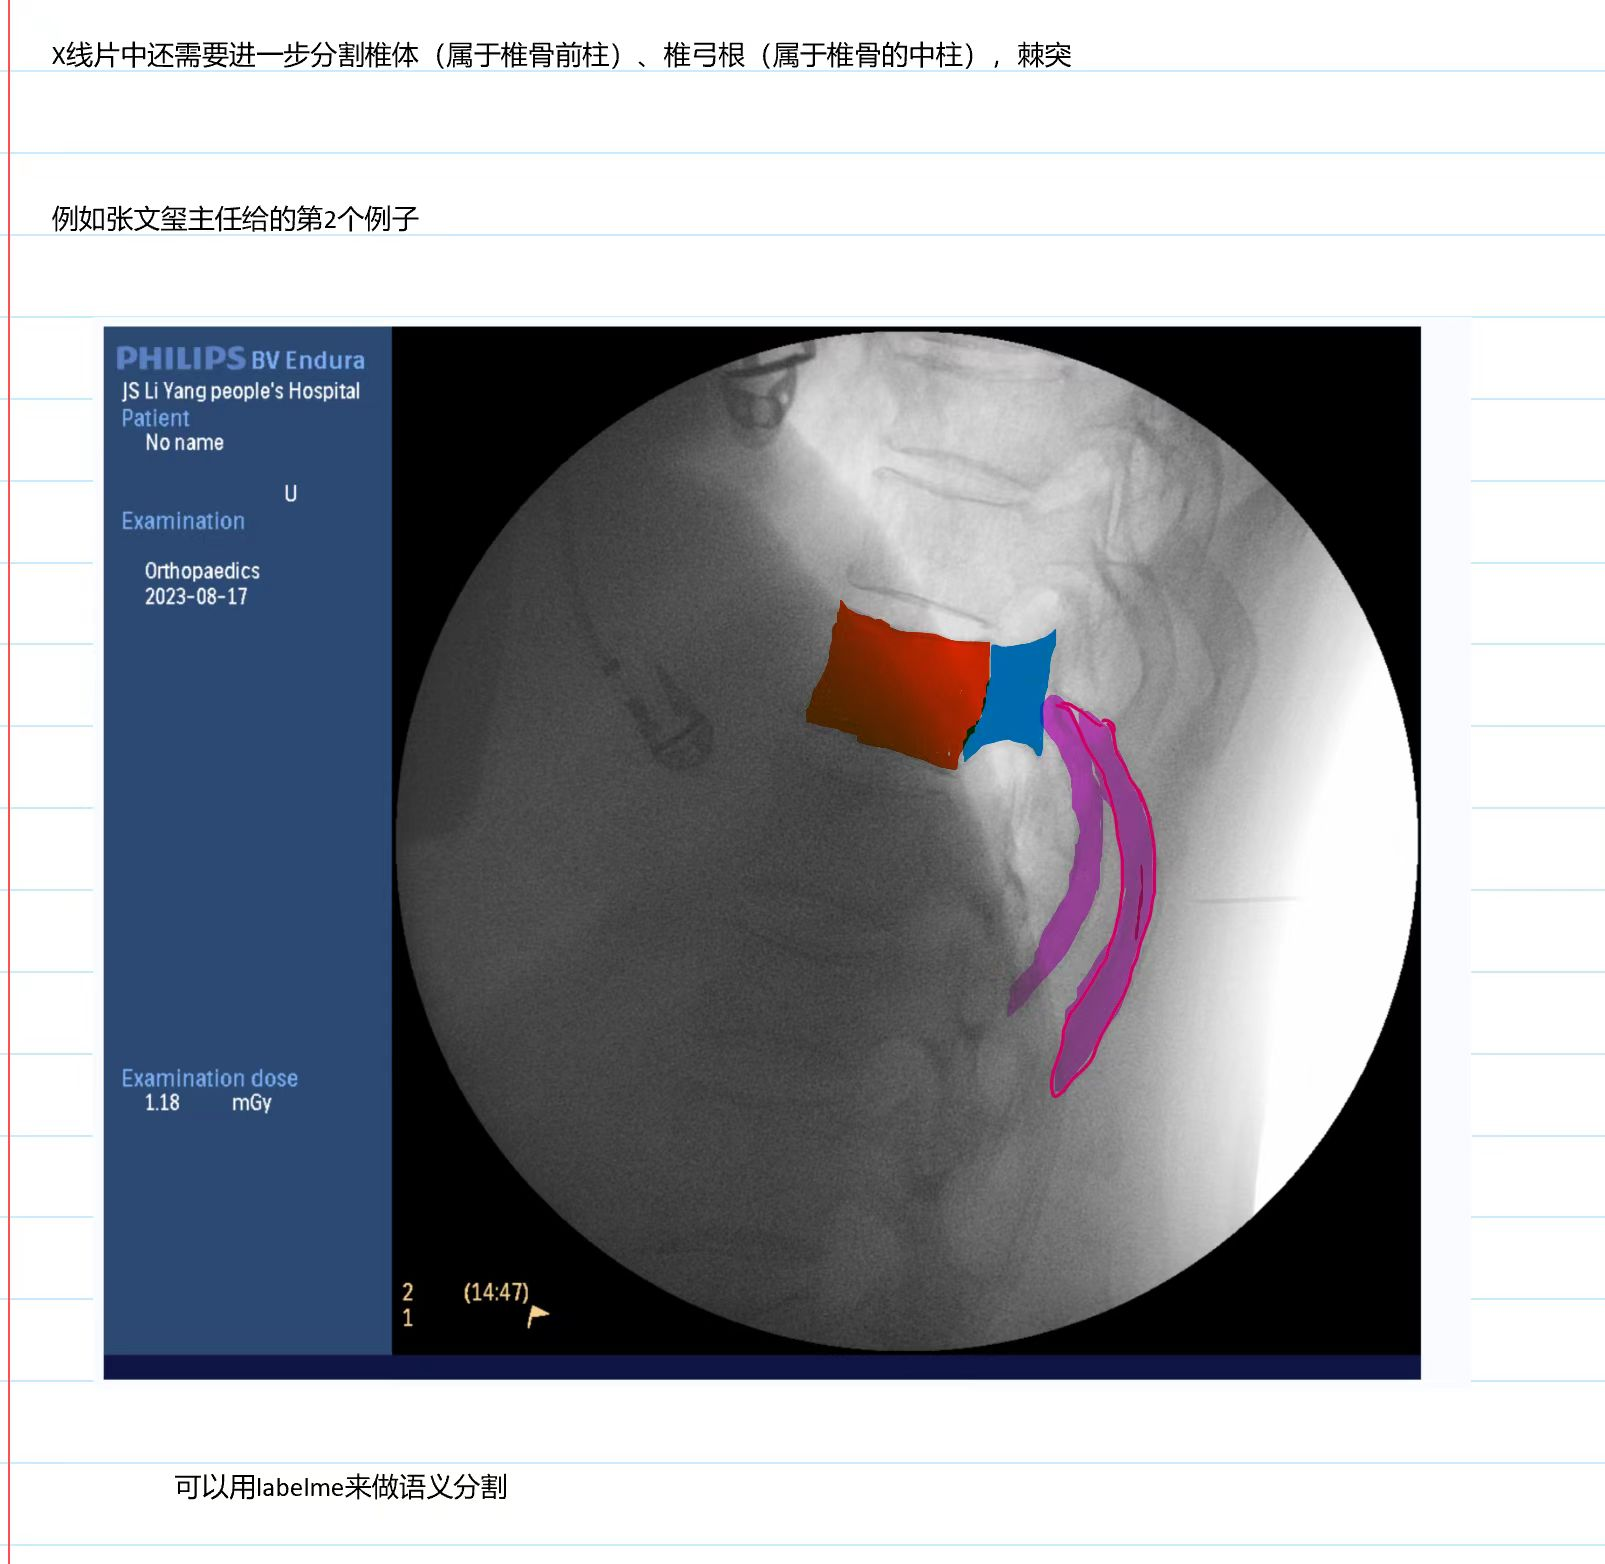 X线片中还需要进一步分割椎体（属于椎骨前柱）、椎弓根（属于椎骨的中柱），棘突
例如张文玺主任给的第2个例子
PHILIPS BV Endura
JS Li Yang people's Hospital
Patient
No name
U
Examination
Orthopaedics
2023-08-17
Examination dose
1.18 mGy
2 (14:47)
1
可以用labelme来做语义分割